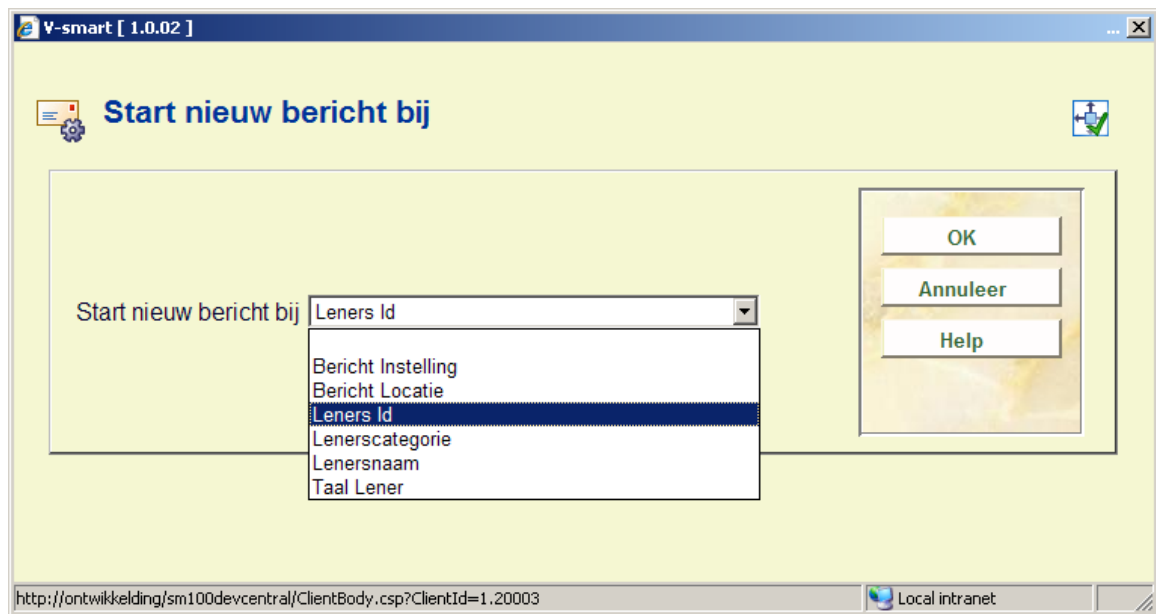 V-smart [ 1.0.02 ]
...
Start nieuw bericht bij
OK
Annuleer
Help
Start nieuw bericht bij Leners Id
Bericht Instelling
Bericht Locatie
Leners Id
Lenerscategorie
Lenersnaam
Taal Lener
http://ontwikkelding/sm100devcentral/ClientBody.csp?ClientId=1.20003
Local intranet